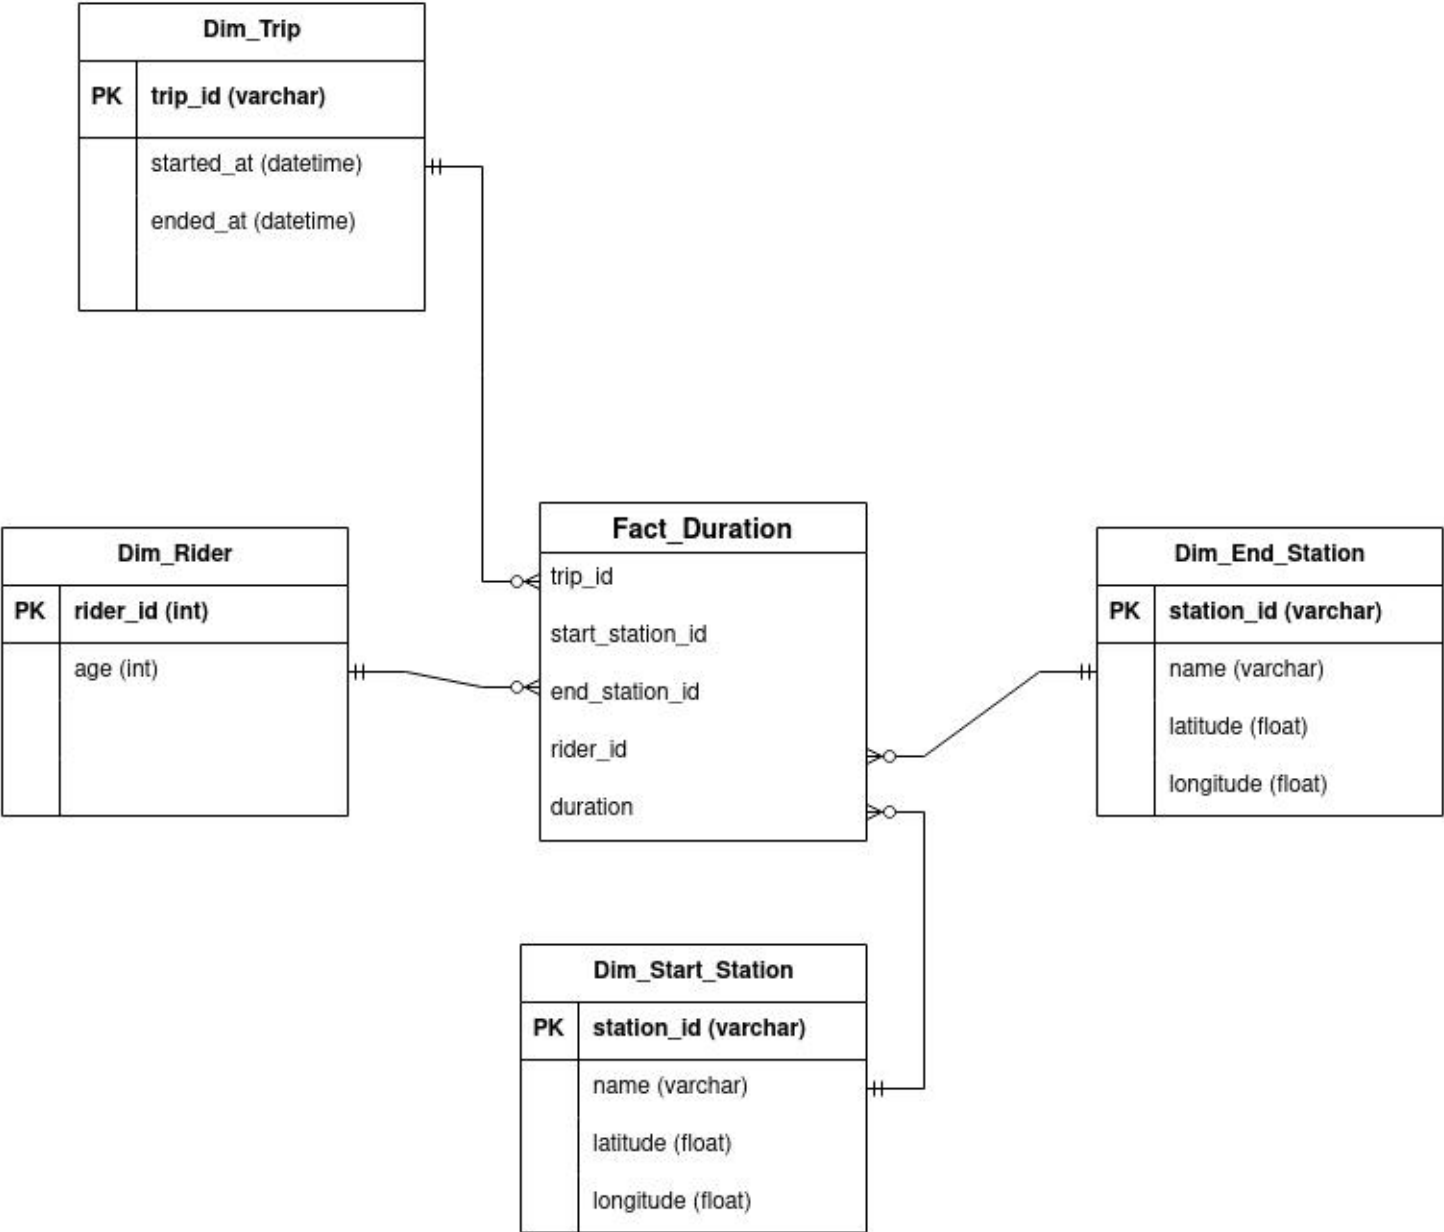 Dim_Trip
PK trip_id (varchar)
started_at (datetime)
ended_at (datetime)
Dim_Rider
PK rider_id (int)
age (int)
Fact_Duration
trip_id
start_station_id
end_station_id
rider_id
duration
Dim_End_Station
PK station_id (varchar)
name (varchar)
latitude (float)
longitude (float)
Dim_Start_Station
PK station_id (varchar)
name (varchar)
latitude (float)
longitude (float)